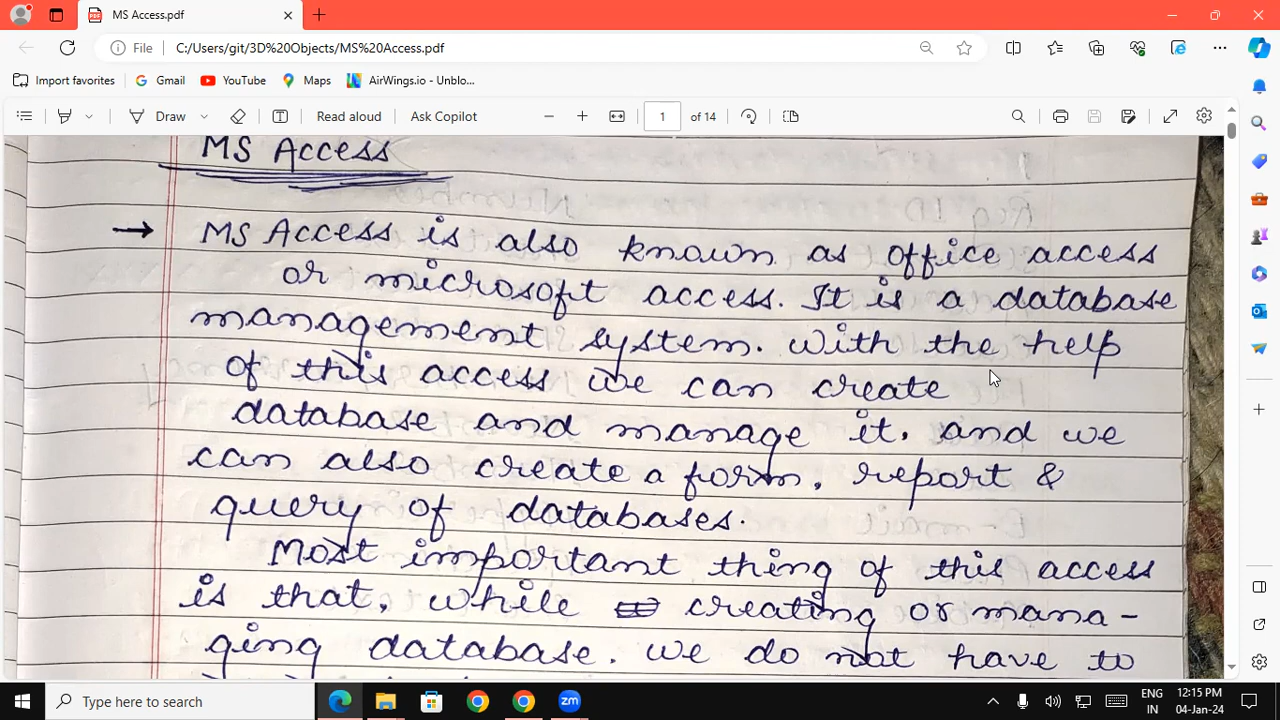 MS Access.pdf
File C:/Users/git/3D%20Objects/MS%20Access.pdf
Import favorites Gmail YouTube Maps AirWings.io - Unblo...
Draw Read aloud Ask Copilot 1 of 14
MS Access
→ MS Access is also known as office access
or microsoft access. It is a database
management system. With the help
of this access we can create
database and manage it. and we
can also create a form, report &
query of databases.
Most important thing of this access
is that, while creating or mana-
ging database. we do not have to
Type here to search
zm
ENG
IN
12:15 PM
04-Jan-24